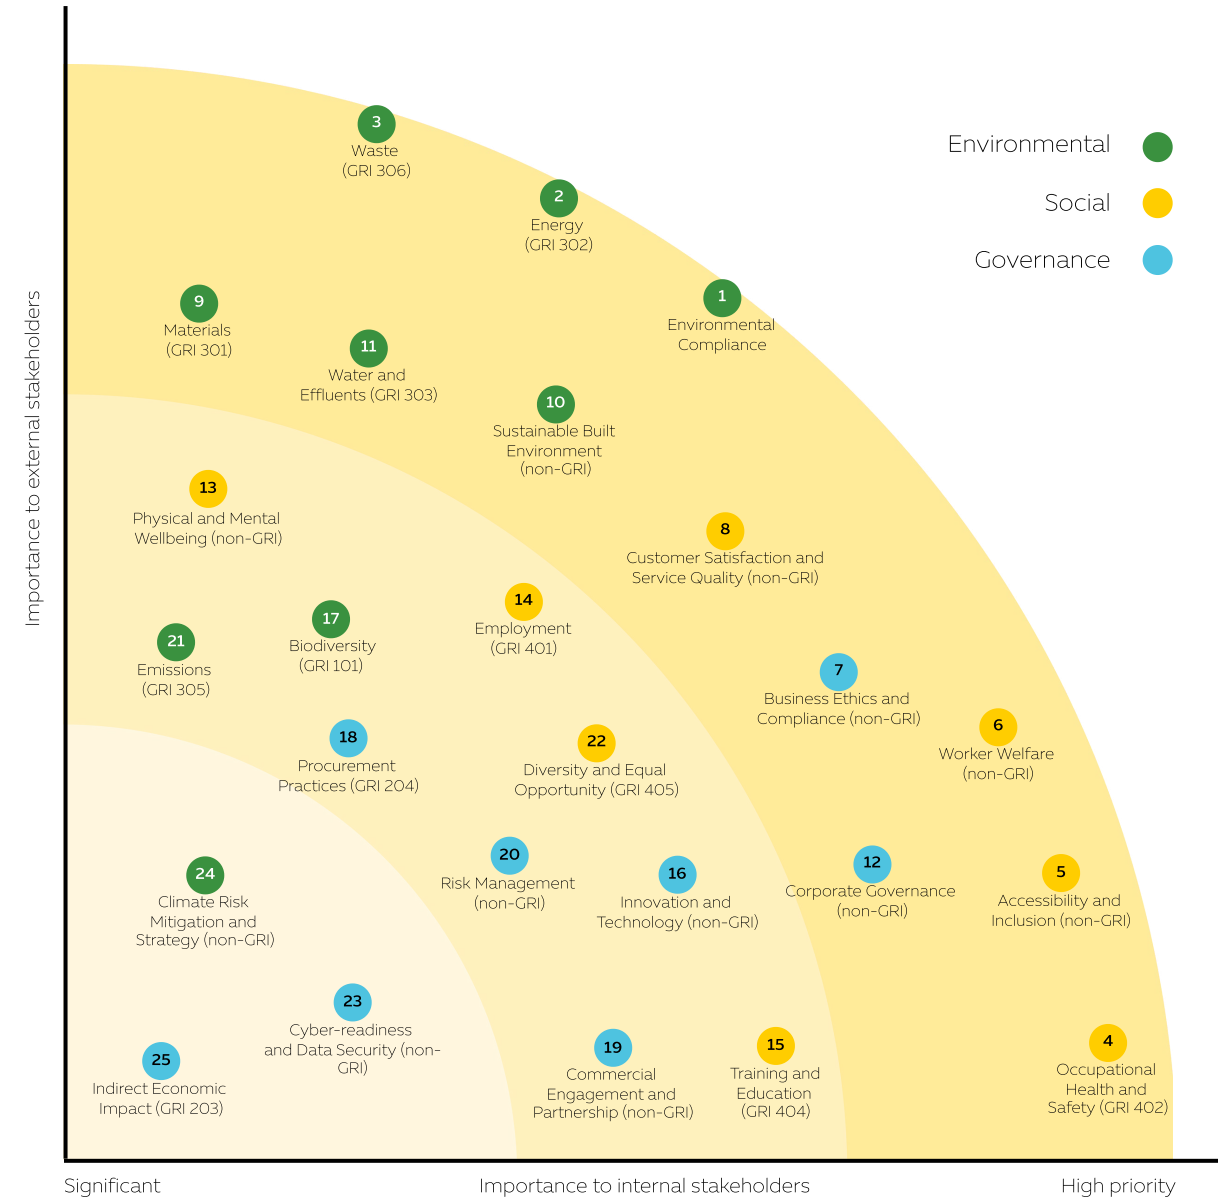 Environmental
Social
Governance
Importance to external stakeholders
3
Waste
(GRI 306)
2
Energy
(GRI 302)
1
Environmental
Compliance
9
Materials
(GRI 301)
11
Water and
Effluents (GRI 303)
10
Sustainable Built
Environment
(non-GRI)
13
Physical and Mental
Wellbeing (non-GRI)
8
Customer Satisfaction and
Service Quality (non-GRI)
14
Employment
(GRI 401)
17
Biodiversity
(GRI 101)
21
Emissions
(GRI 305)
7
Business Ethics and
Compliance (non-GRI)
6
Worker Welfare
(non-GRI)
18
Procurement
Practices (GRI 204)
22
Diversity and Equal
Opportunity (GRI 405)
20
Risk Management
(non-GRI)
16
Innovation and
Technology (non-GRI)
12
Corporate Governance
(non-GRI)
5
Accessibility and
Inclusion (non-GRI)
24
Climate Risk
Mitigation and
Strategy (non-GRI)
23
Cyber-readiness
and Data Security (non-
GRI)
25
Indirect Economic
Impact (GRI 203)
19
Commercial
Engagement and
Partnership (non-GRI)
15
Training and
Education
(GRI 404)
4
Occupational
Health and
Safety (GRI 402)
Significant
Importance to internal stakeholders
High priority